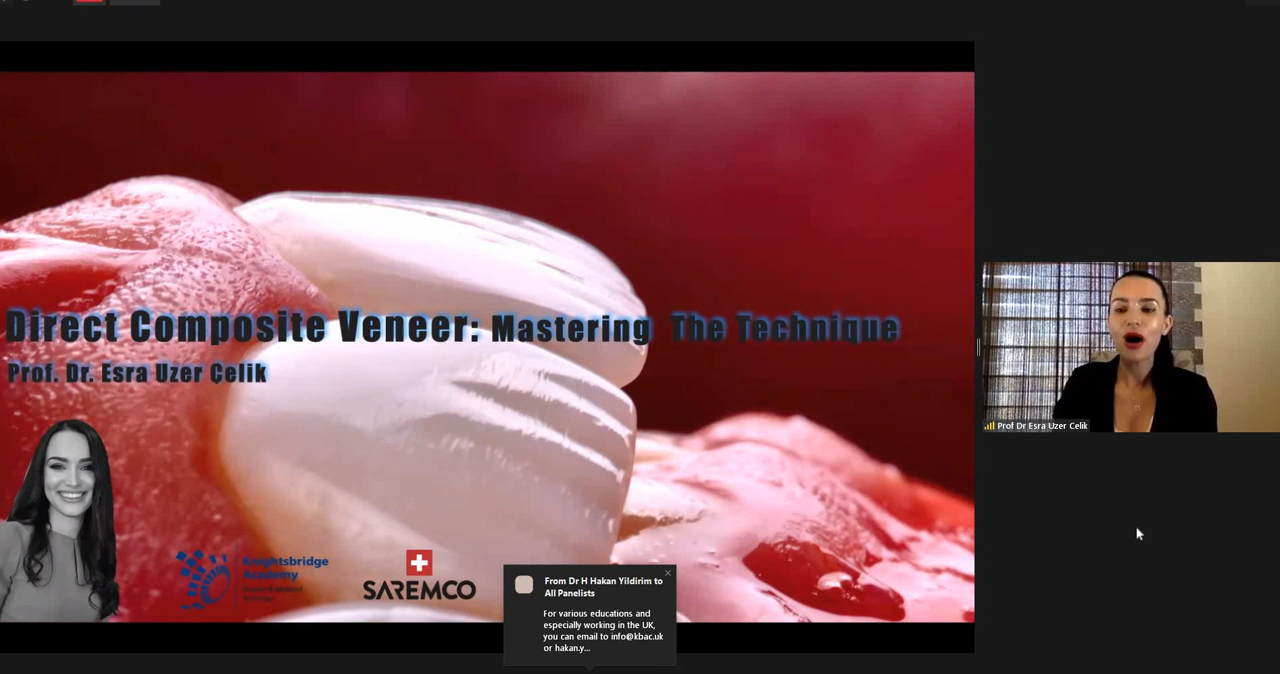 Direct Composite Veneer: Mastering The Technique
Prof. Dr. Esra Uzer Çelik
Prof Dr Esra Uzer Celik
Knightsbridge
Academy
SAREMCO
From Dr H Hakan Yildirim to
All Panelists
For various educations and
especially working in the UK,
you can email to info@kbac.uk
or hakan.y...